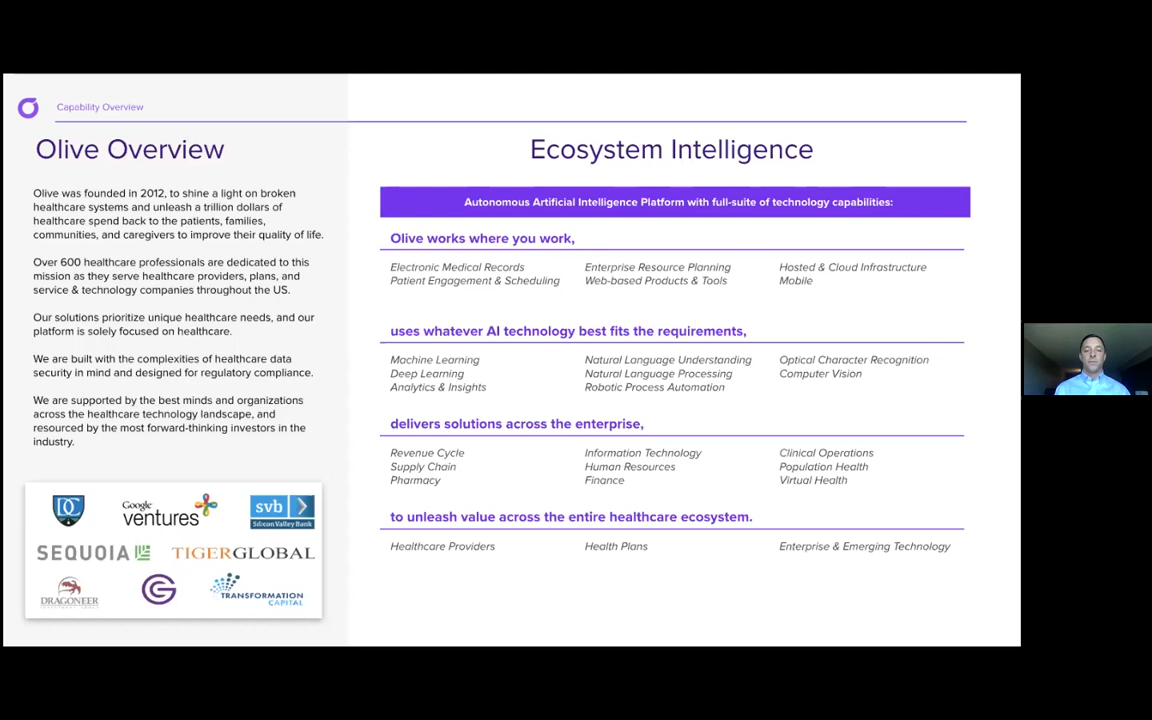 Capability Overview
Olive Overview
Olive was founded in 2012, to shine a light on broken
healthcare systems and unleash a trillion dollars of
healthcare spend back to the patients, families,
communities, and caregivers to improve their quality of life.
Over 600 healthcare professionals are dedicated to this
mission as they serve healthcare providers, plans, and
service & technology companies throughout the US.
Our solutions prioritize unique healthcare needs, and our
platform is solely focused on healthcare.
We are built with the complexities of healthcare data
security in mind and designed for regulatory compliance.
We are supported by the best minds and organizations
across the healthcare technology landscape, and
resourced by the most forward-thinking investors in the
industry.
DC
Google
ventures
svb
Silicon Valley Bank
SEQUOIA
TIGERGLOBAL
DRAGONEER
TRANSFORMATION
CAPITAL
Ecosystem Intelligence
Autonomous Artificial Intelligence Platform with full-suite of technology capabilities:
Olive works where you work,
Electronic Medical Records Enterprise Resource Planning Hosted & Cloud Infrastructure
Patient Engagement & Scheduling Web-based Products & Tools Mobile
uses whatever AI technology best fits the requirements,
Machine Learning Natural Language Understanding Optical Character Recognition
Deep Learning Natural Language Processing Computer Vision
Analytics & Insights Robotic Process Automation
delivers solutions across the enterprise,
Revenue Cycle Information Technology Clinical Operations
Supply Chain Human Resources Population Health
Pharmacy Finance Virtual Health
to unleash value across the entire healthcare ecosystem.
Healthcare Providers Health Plans Enterprise & Emerging Technology